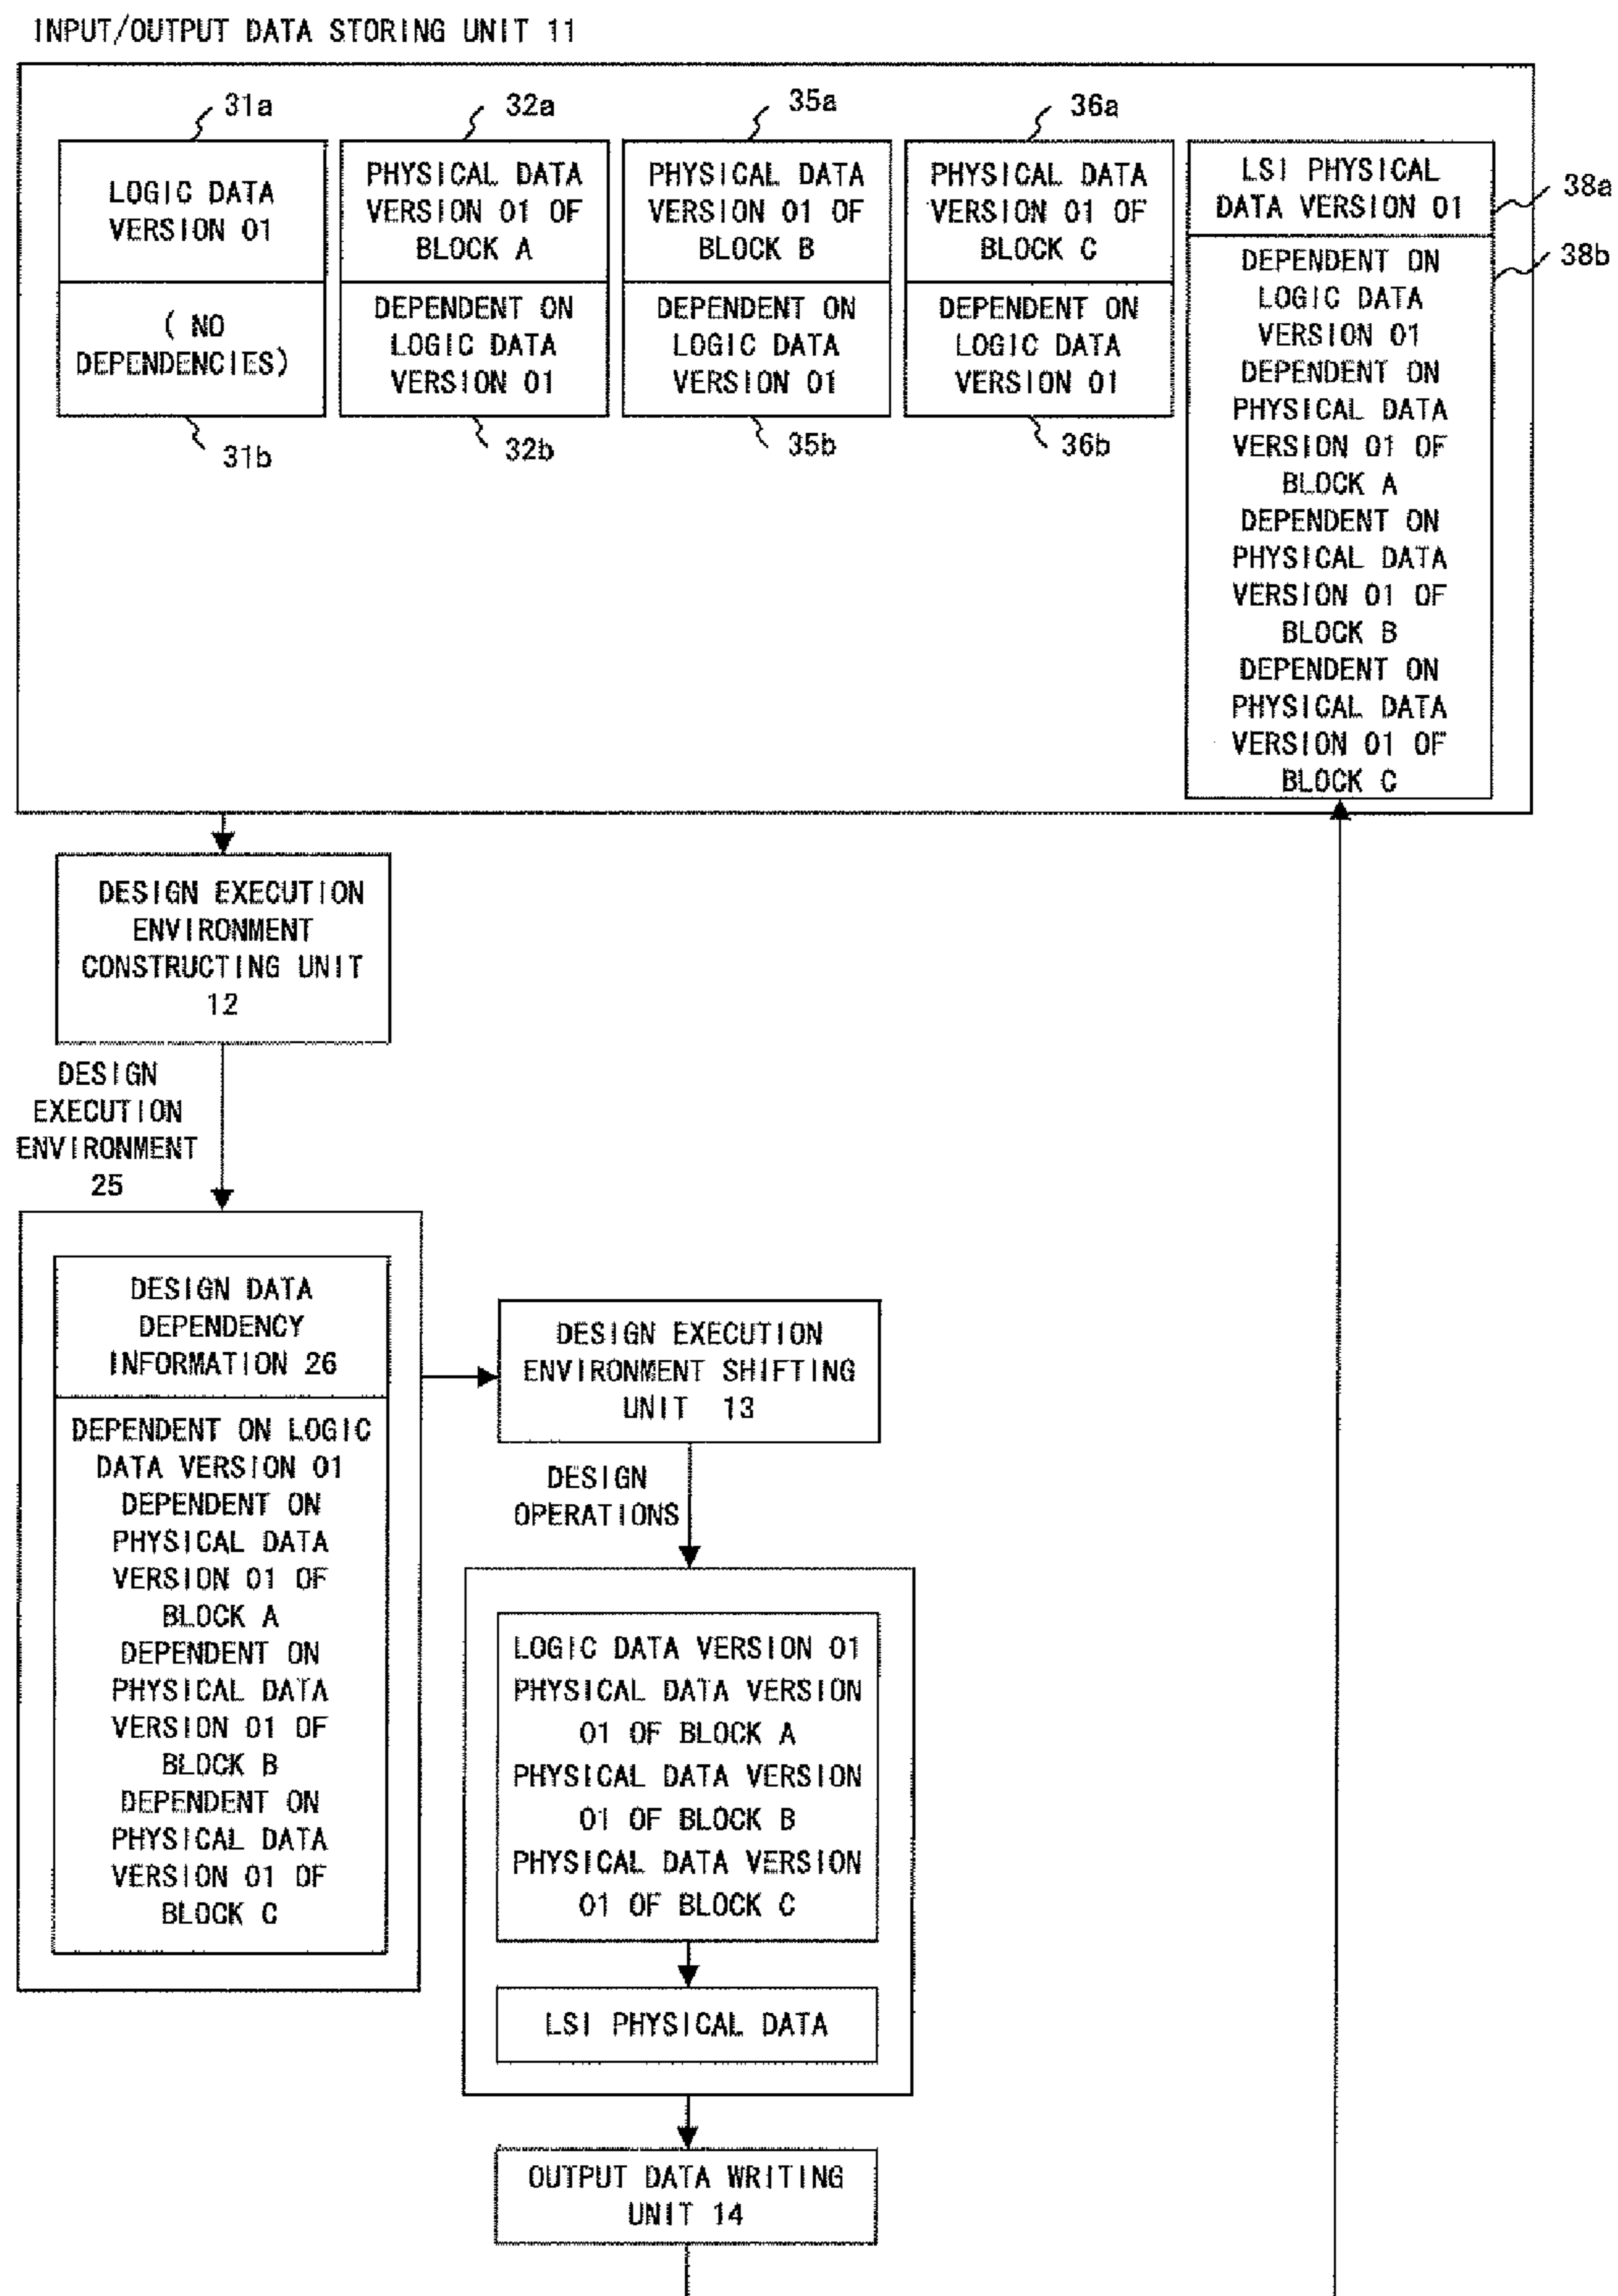 INPUT/OUTPUT DATA STORING UNIT 11
31a
32a
35a
36a
LOGIC DATA
VERSION 01
PHYSICAL DATA
VERSION 01 OF
BLOCK A
PHYSICAL DATA
VERSION 01 OF
BLOCK B
PHYSICAL DATA
VERSION 01 OF
BLOCK C
LSI PHYSICAL
DATA VERSION 01
38a
( NO
DEPENDENCIES)
DEPENDENT ON
LOGIC DATA
VERSION 01
DEPENDENT ON
LOGIC DATA
VERSION 01
DEPENDENT ON
LOGIC DATA
VERSION 01
38b
DEPENDENT ON
LOGIC DATA
VERSION 01
DEPENDENT ON
PHYSICAL DATA
VERSION 01 OF
BLOCK A
DEPENDENT ON
PHYSICAL DATA
VERSION 01 OF
BLOCK B
DEPENDENT ON
PHYSICAL DATA
VERSION 01 OF
BLOCK C
31b
32b
35b
36b
DESIGN EXECUTION
ENVIRONMENT
CONSTRUCTING UNIT
12
DESIGN
EXECUTION
ENVIRONMENT
25
DESIGN DATA
DEPENDENCY
INFORMATION 26
DEPENDENT ON LOGIC
DATA VERSION 01
DEPENDENT ON
PHYSICAL DATA
VERSION 01 OF
BLOCK A
DEPENDENT ON
PHYSICAL DATA
VERSION 01 OF
BLOCK B
DEPENDENT ON
PHYSICAL DATA
VERSION 01 OF
BLOCK C
DESIGN EXECUTION
ENVIRONMENT SHIFTING
UNIT 13
DESIGN
OPERATIONS
LOGIC DATA VERSION 01
PHYSICAL DATA VERSION
01 OF BLOCK A
PHYSICAL DATA VERSION
01 OF BLOCK B
PHYSICAL DATA VERSION
01 OF BLOCK C
LSI PHYSICAL DATA
OUTPUT DATA WRITING
UNIT 14